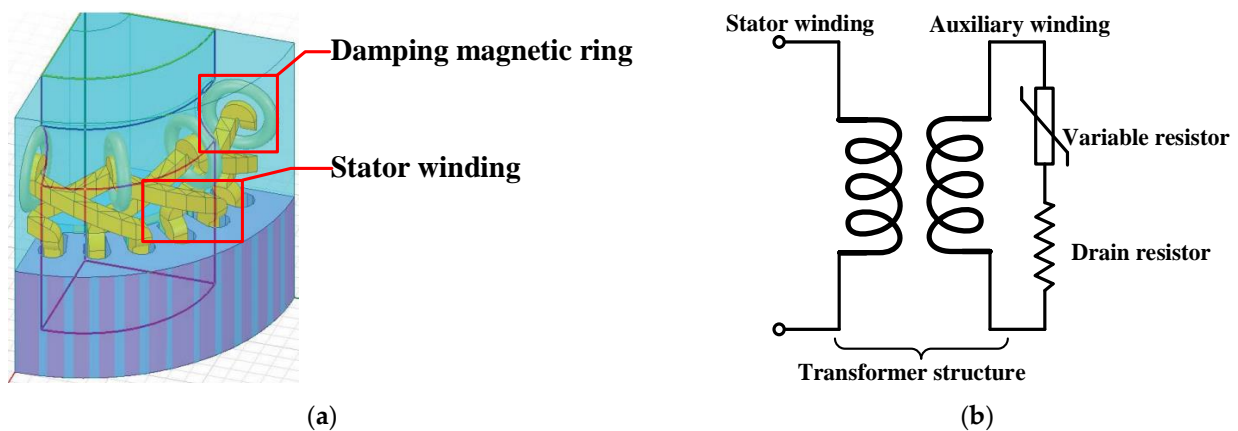 Damping magnetic ring
Stator winding
(a)
Stator winding
Auxiliary winding
Variable resistor
Drain resistor
Transformer structure
(b)